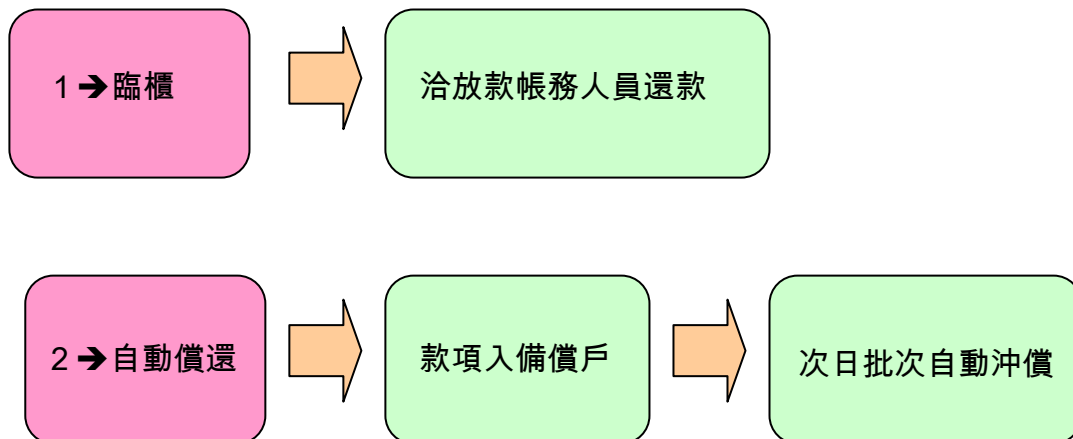 1➔臨櫃
洽放款帳務人員還款
2➔自動償還
款項入備償戶
次日批次自動沖償